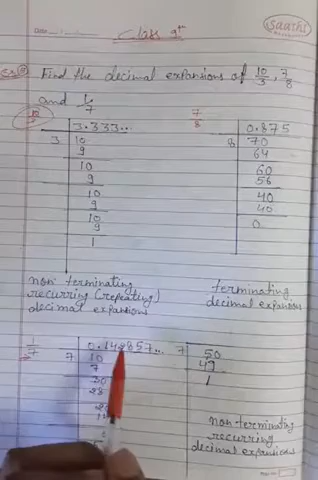 Saathi
Date
Class 9th
Find the decimal expansions of 10/3, 7/8
and 1/7
10/3
3.333...
3
10
9
10
9
10
9
10
9
1
non terminating
recurring (repeating)
decimal expansions
7/8
0.875
8
70
64
60
56
40
40
0
terminating
decimal expansions
1/7
0.142857...
7
10
7
30
28
20
7
50
49
1
non-terminating
recurring
decimal expansions